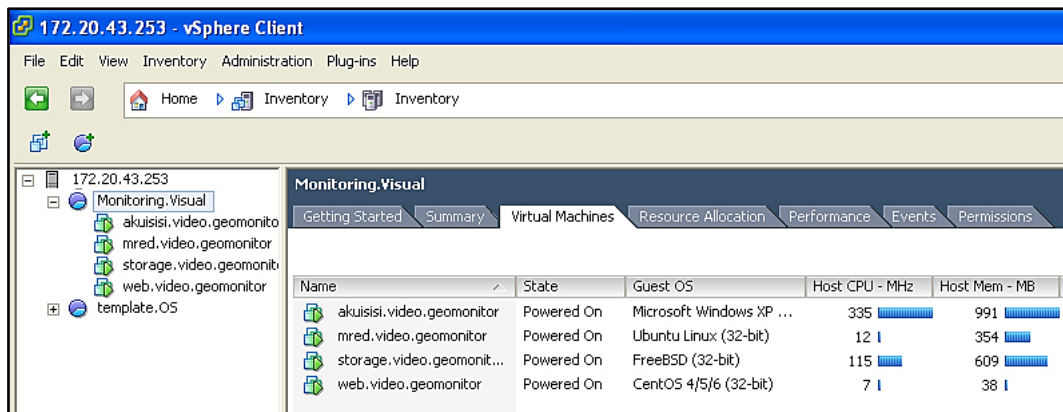 172.20.43.253 - vSphere Client
File Edit View Inventory Administration Plug-ins Help
Home Inventory Inventory
172.20.43.253
Monitoring.Visual
akuisisi.video.geomonito
mred.video.geomonitor
storage.video.geomonit
web.video.geomonitor
template.OS
Monitoring.Visual
Getting Started Summary Virtual Machines Resource Allocation Performance Events Permissions
Name State Guest OS Host CPU - MHz Host Mem - MB
akuisisi.video.geomonitor Powered On Microsoft Windows XP ... 335 991
mred.video.geomonitor Powered On Ubuntu Linux (32-bit) 12 354
storage.video.geomonit... Powered On FreeBSD (32-bit) 115 609
web.video.geomonitor Powered On CentOS 4/5/6 (32-bit) 7 38